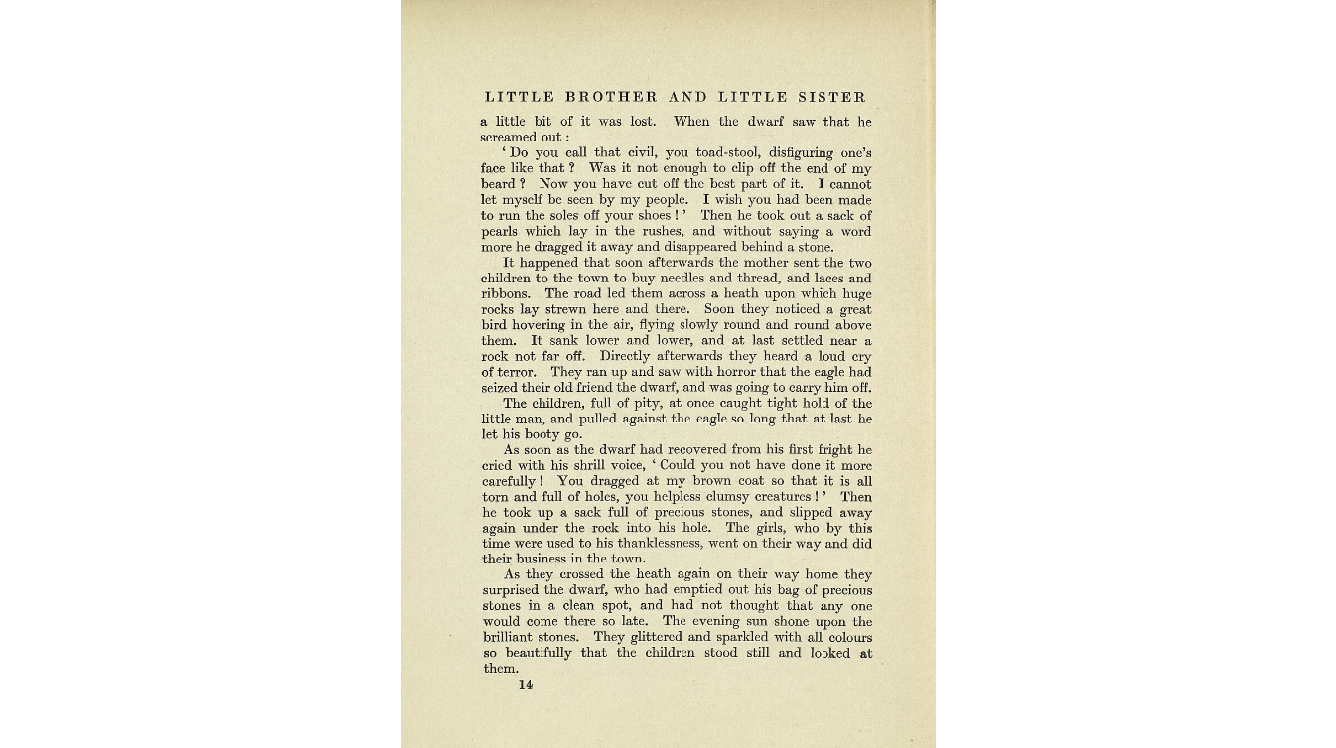 LITTLE BROTHER AND LITTLE SISTER
a little bit of it was lost. When the dwarf saw that he
screamed out :
‘ Do you call that civil, you toad-stool, disfiguring one’s
face like that ? Was it not enough to clip off the end of my
beard ? Now you have cut off the best part of it. I cannot
let myself be seen by my people. I wish you had been made
to run the soles off your shoes ! ’ Then he took out a sack of
pearls which lay in the rushes, and without saying a word
more he dragged it away and disappeared behind a stone.
It happened that soon afterwards the mother sent the two
children to the town to buy needles and thread, and laces and
ribbons. The road led them across a heath upon which huge
rocks lay strewn here and there. Soon they noticed a great
bird hovering in the air, flying slowly round and round above
them. It sank lower and lower, and at last settled near a
rock not far off. Directly afterwards they heard a loud cry
of terror. They ran up and saw with horror that the eagle had
seized their old friend the dwarf, and was going to carry him off.
The children, full of pity, at once caught tight hold of the
little man, and pulled against the eagle so long that at last he
let his booty go.
As soon as the dwarf had recovered from his first fright he
cried with his shrill voice, ‘ Could you not have done it more
carefully ! You dragged at my brown coat so that it is all
torn and full of holes, you helpless clumsy creatures ! ’ Then
he took up a sack full of precious stones, and slipped away
again under the rock into his hole. The girls, who by this
time were used to his thanklessness, went on their way and did
their business in the town.
As they crossed the heath again on their way home they
surprised the dwarf, who had emptied out his bag of precious
stones in a clean spot, and had not thought that any one
would come there so late. The evening sun shone upon the
brilliant stones. They glittered and sparkled with all colours
so beautifully that the children stood still and looked at
them.
14